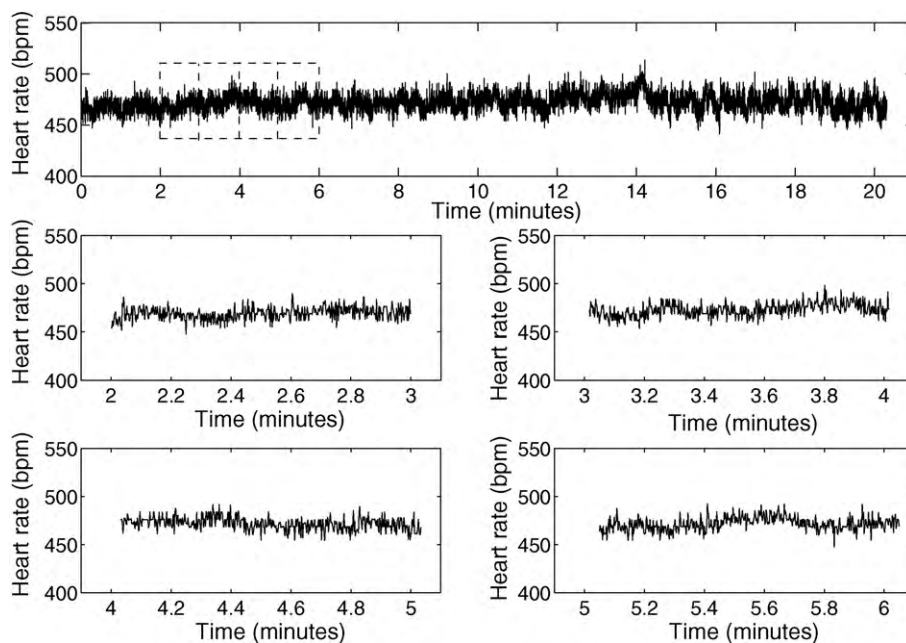 Heart rate (bpm)
550
500
450
400
0 2 4 6 8 10 12 14 16 18 20
Time (minutes)
Heart rate (bpm)
550
500
450
400
2 2.2 2.4 2.6 2.8 3
Time (minutes)
Heart rate (bpm)
550
500
450
400
3 3.2 3.4 3.6 3.8 4
Time (minutes)
Heart rate (bpm)
550
500
450
400
4 4.2 4.4 4.6 4.8 5
Time (minutes)
Heart rate (bpm)
550
500
450
400
5 5.2 5.4 5.6 5.8 6
Time (minutes)